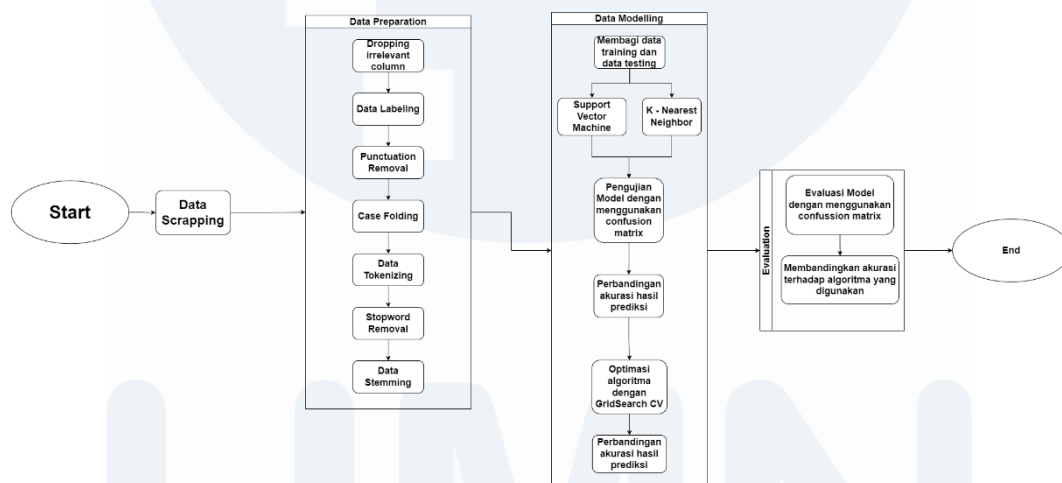 Start
Data
Scrapping
Data Preparation
Dropping
irrelevant
column
Data Labeling
Punctuation
Removal
Case Folding
Data
Tokenizing
Stopword
Removal
Data
Stemming
Data Modelling
Membagi data
training dan
data testing
Support
Vector
Machine
K - Nearest
Neighbor
Pengujian
Model dengan
menggunakan
confusion
matrix
Perbandingan
akurasi hasil
prediksi
Optimasi
algoritma
dengan
GridSearch CV
Perbandingan
akurasi hasil
prediksi
Evaluation
Evaluasi Model
dengan menggunakan
confussion matrix
Membandingkan akurasi
terhadap algoritma yang
digunakan
End
UMN